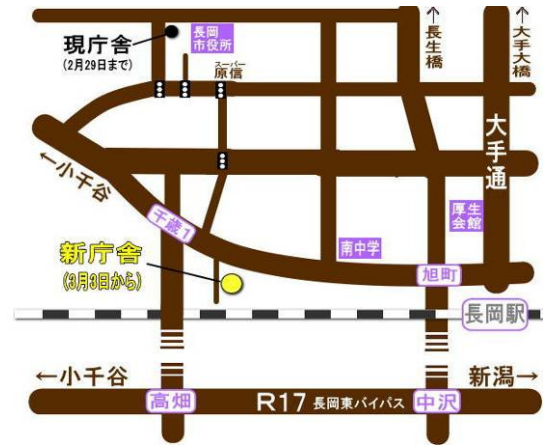 現庁舎
(2月29日まで)
長岡
市役所
スーパー
原信
↑長生橋
↑大手大橋
大手通
←小千谷
千歳1
厚生
会館
新庁舎
(3月3日から)
南中学
旭町
長岡駅
←小千谷
新潟→
高畑
R17 長岡東バイパス
中沢